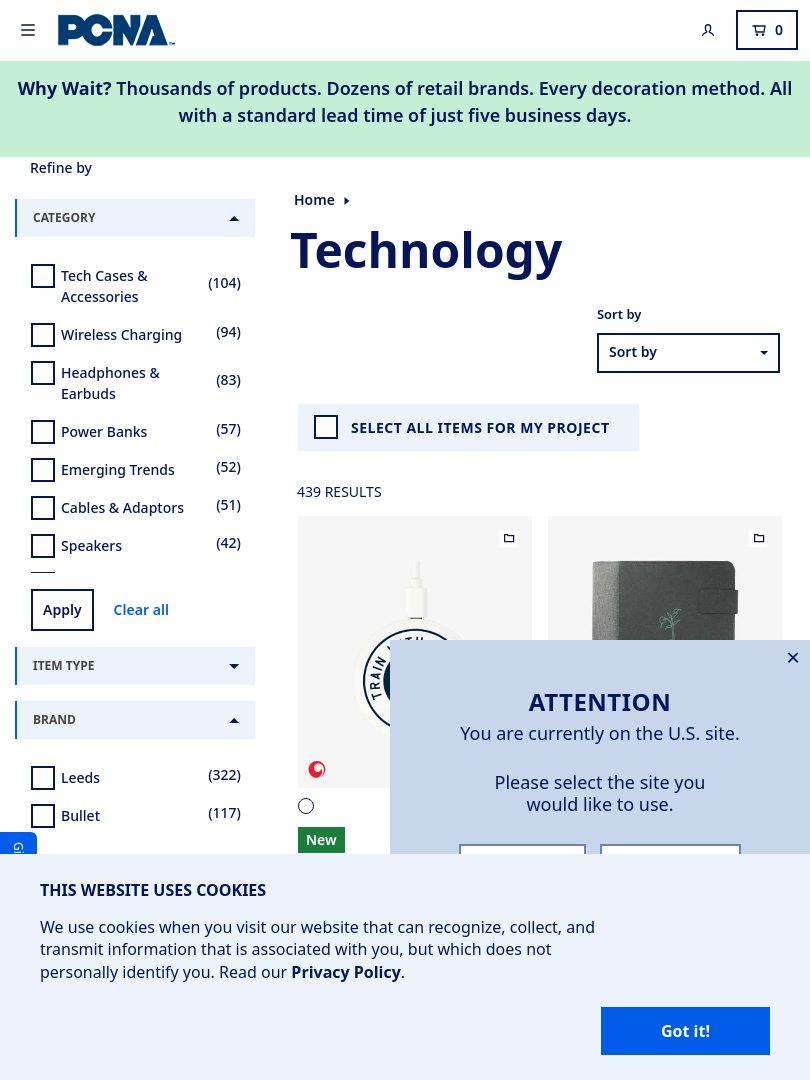 PCNA
0
Why Wait? Thousands of products. Dozens of retail brands. Every decoration method. All
with a standard lead time of just five business days.
Refine by
CATEGORY
Tech Cases &
Accessories
(104)
Wireless Charging
(94)
Headphones &
Earbuds
(83)
Power Banks
(57)
Emerging Trends
(52)
Cables & Adaptors
(51)
Speakers
(42)
Apply
Clear all
ITEM TYPE
BRAND
Leeds
(322)
Bullet
(117)
Home
Technology
Sort by
Sort by
SELECT ALL ITEMS FOR MY PROJECT
439 RESULTS
TRAIN WITH
New
ATTENTION
You are currently on the U.S. site.
Please select the site you
would like to use.
THIS WEBSITE USES COOKIES
We use cookies when you visit our website that can recognize, collect, and
transmit information that is associated with you, but which does not
personally identify you. Read our Privacy Policy.
Got it!